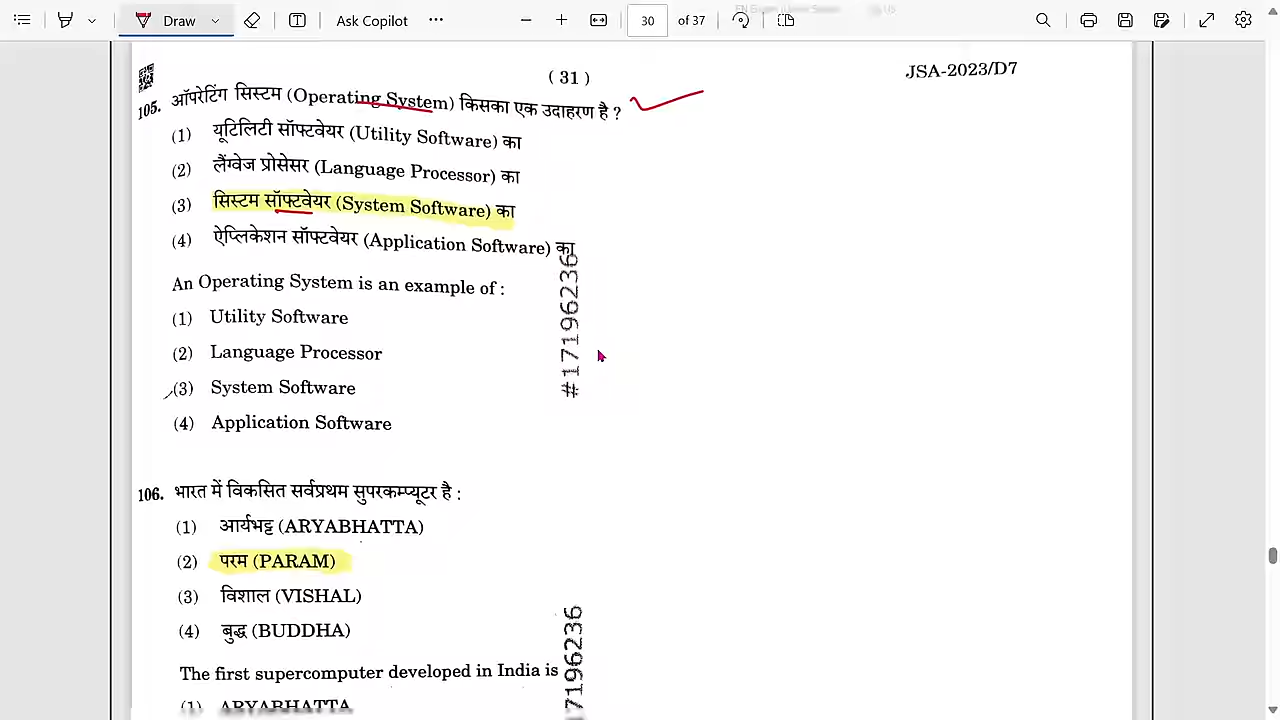 Draw
T
Ask Copilot
30
of 37
( 31 )
JSA-2023/D7
105. ऑपरेटिंग सिस्टम (Operating System) किसका एक उदाहरण है ?
(1) यूटिलिटी सॉफ्टवेयर (Utility Software) का
(2) लैंग्वेज प्रोसेसर (Language Processor) का
(3) सिस्टम सॉफ्टवेयर (System Software) का
(4) ऐप्लिकेशन सॉफ्टवेयर (Application Software) का
An Operating System is an example of :
(1) Utility Software
(2) Language Processor
(3) System Software
(4) Application Software
#17196236
106. भारत में विकसित सर्वप्रथम सुपरकम्प्यूटर है :
(1) आर्यभट्ट (ARYABHATTA)
(2) परम (PARAM)
(3) विशाल (VISHAL)
(4) बुद्ध (BUDDHA)
The first supercomputer developed in India is
(1) ARYABHATTA
7196236